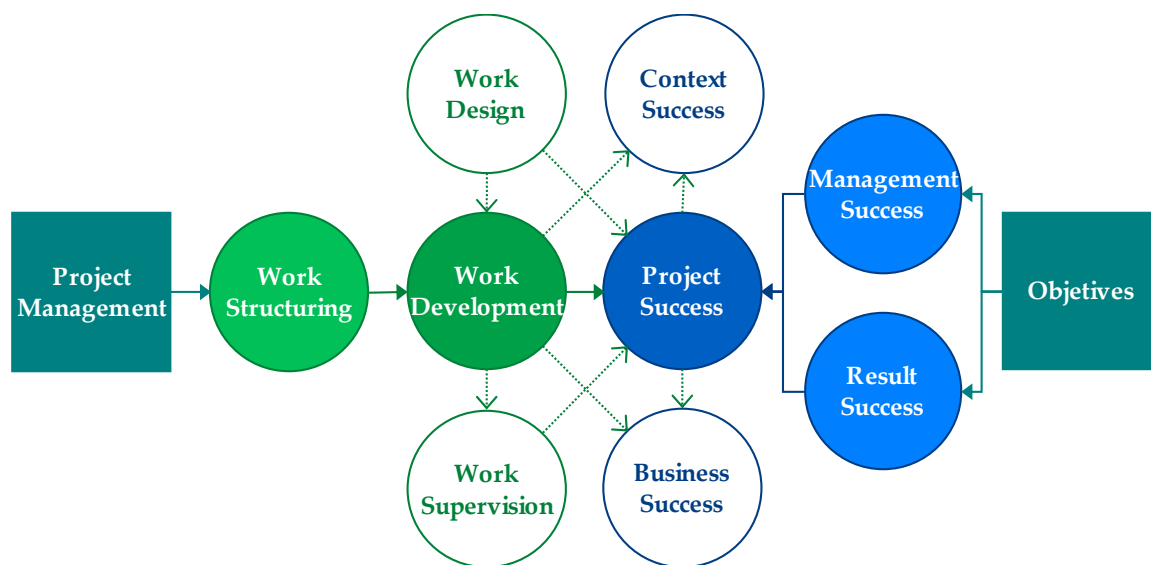 Work
Design
Context
Success
Management
Success
Project
Management
Work
Structuring
Work
Development
Project
Success
Objetives
Result
Success
Work
Supervision
Business
Success